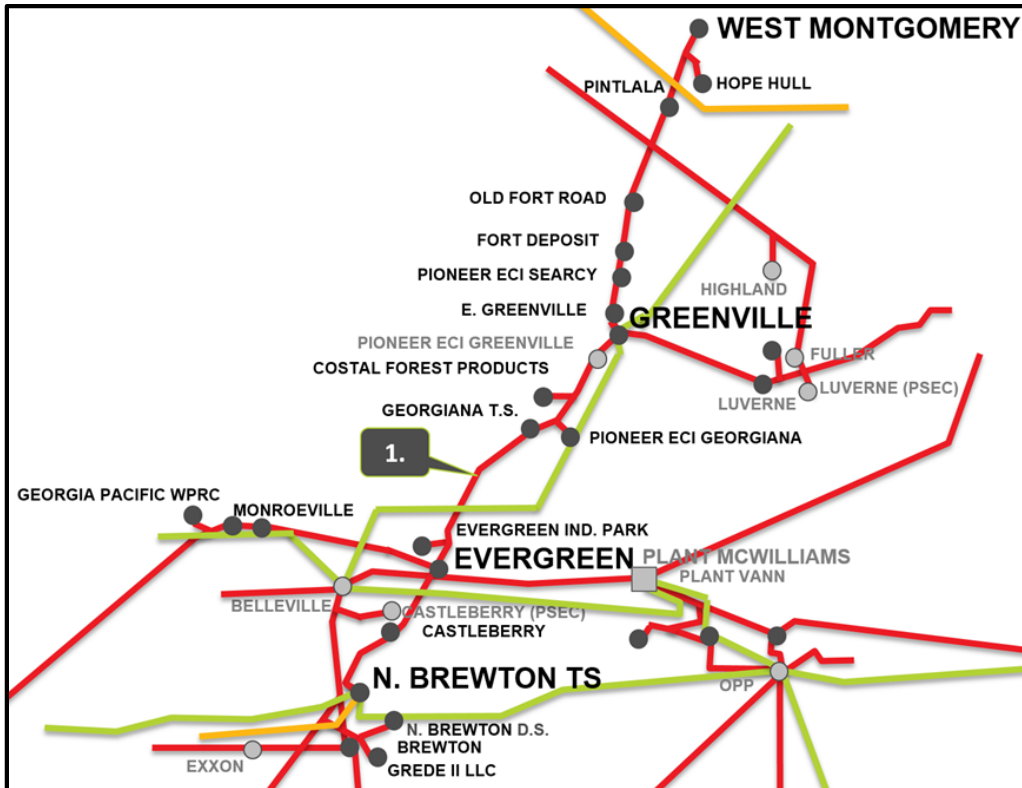 WEST MONTGOMERY
HOPE HULL
PINTLALA
OLD FORT ROAD
FORT DEPOSIT
PIONEER ECI SEARCY
HIGHLAND
E. GREENVILLE
GREENVILLE
PIONEER ECI GREENVILLE
FULLER
COSTAL FOREST PRODUCTS
LUVERNE (PSEC)
LUVERNE
GEORGIANA T.S.
PIONEER ECI GEORGIANA
1.
GEORGIA PACIFIC WPRC
MONROEVILLE
EVERGREEN IND. PARK
EVERGREEN
PLANT MCWILLIAMS
PLANT VANN
BELLEVILLE
CASTLEBERRY (PSEC)
CASTLEBERRY
N. BREWTON TS
OPP
N. BREWTON D.S.
BREWTON
EXXON
GREDE II LLC